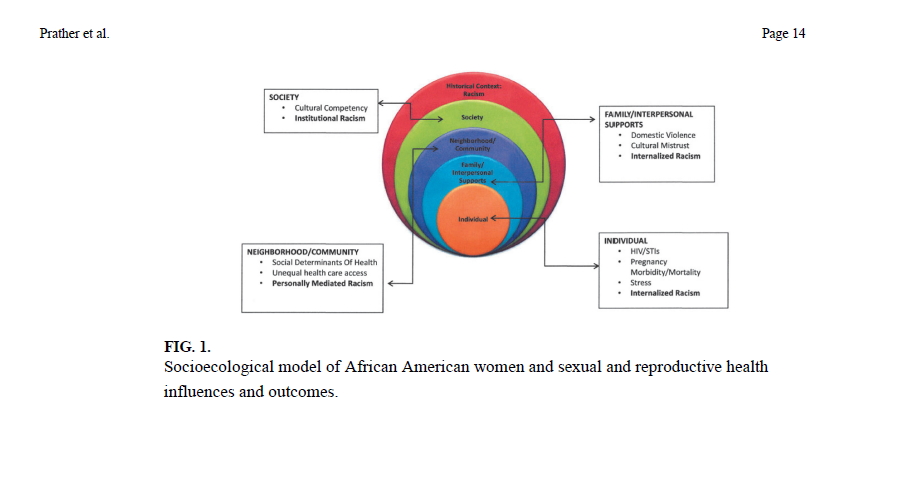 Prather et al.
Page 14
Historical Context:
Racism
Society
Neighborhood/
Community
Family/
Interpersonal
Supports
Individual
SOCIETY
• Cultural Competency
• Institutional Racism
FAMILY/INTERPERSONAL
SUPPORTS
• Domestic Violence
• Cultural Mistrust
• Internalized Racism
NEIGHBORHOOD/COMMUNITY
• Social Determinants Of Health
• Unequal health care access
• Personally Mediated Racism
INDIVIDUAL
• HIV/STIs
• Pregnancy
Morbidity/Mortality
• Stress
• Internalized Racism
FIG. 1.
Socioecological model of African American women and sexual and reproductive health
influences and outcomes.